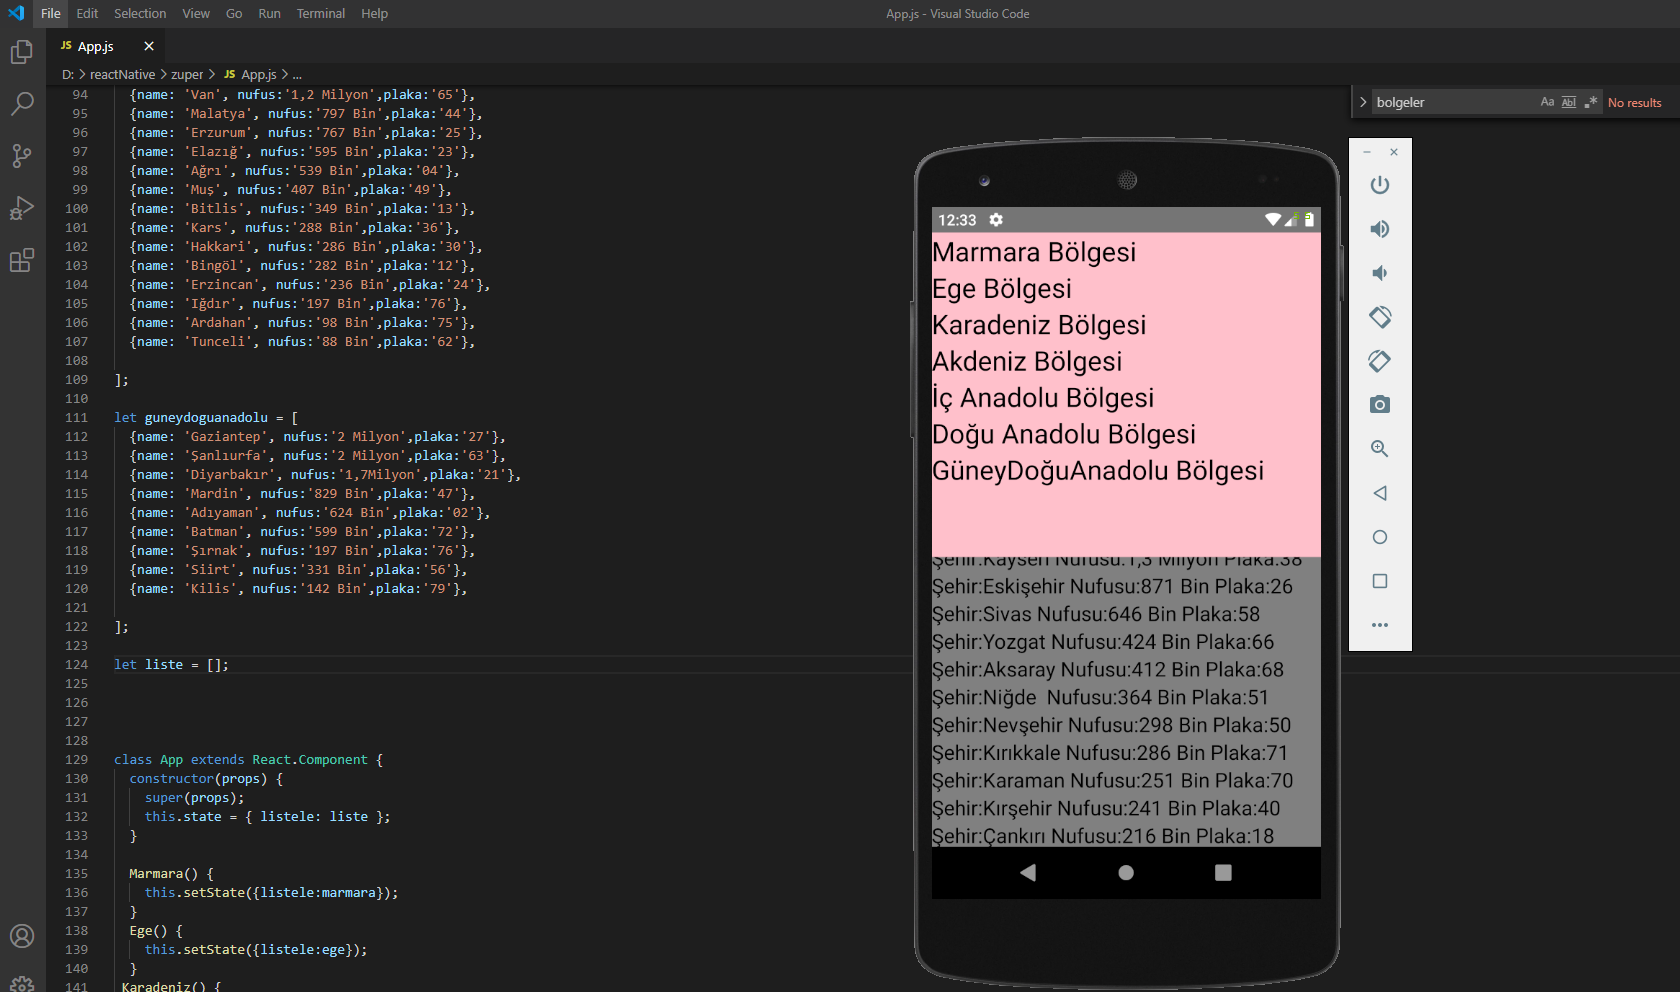 File Edit Selection View Go Run Terminal Help
App.js - Visual Studio Code
JS App.js ×
D: > reactNative > zuper > JS App.js > ...
bolgeler Aa Abl .* No results
94 {name: 'Van', nufus:'1,2 Milyon',plaka:'65'},
95 {name: 'Malatya', nufus:'797 Bin',plaka:'44'},
96 {name: 'Erzurum', nufus:'767 Bin',plaka:'25'},
97 {name: 'Elazığ', nufus:'595 Bin',plaka:'23'},
98 {name: 'Ağrı', nufus:'539 Bin',plaka:'04'},
99 {name: 'Muş', nufus:'407 Bin',plaka:'49'},
100 {name: 'Bitlis', nufus:'349 Bin',plaka:'13'},
101 {name: 'Kars', nufus:'288 Bin',plaka:'36'},
102 {name: 'Hakkari', nufus:'286 Bin',plaka:'30'},
103 {name: 'Bingöl', nufus:'282 Bin',plaka:'12'},
104 {name: 'Erzincan', nufus:'236 Bin',plaka:'24'},
105 {name: 'Iğdır', nufus:'197 Bin',plaka:'76'},
106 {name: 'Ardahan', nufus:'98 Bin',plaka:'75'},
107 {name: 'Tunceli', nufus:'88 Bin',plaka:'62'},
108
109 ];
110
111 let guneydoguanadolu = [
112 {name: 'Gaziantep', nufus:'2 Milyon',plaka:'27'},
113 {name: 'Şanlıurfa', nufus:'2 Milyon',plaka:'63'},
114 {name: 'Diyarbakır', nufus:'1,7Milyon',plaka:'21'},
115 {name: 'Mardin', nufus:'829 Bin',plaka:'47'},
116 {name: 'Adıyaman', nufus:'624 Bin',plaka:'02'},
117 {name: 'Batman', nufus:'599 Bin',plaka:'72'},
118 {name: 'Şırnak', nufus:'197 Bin',plaka:'76'},
119 {name: 'Siirt', nufus:'331 Bin',plaka:'56'},
120 {name: 'Kilis', nufus:'142 Bin',plaka:'79'},
121
122 ];
123
124 let liste = [];
125
126
127
128
129 class App extends React.Component {
130 constructor(props) {
131 super(props);
132 this.state = { listele: liste };
133 }
134
135 Marmara() {
136 this.setState({listele:marmara});
137 }
138 Ege() {
139 this.setState({listele:ege});
140 }
141 Karadeniz() {
12:33
Marmara Bölgesi
Ege Bölgesi
Karadeniz Bölgesi
Akdeniz Bölgesi
İç Anadolu Bölgesi
Doğu Anadolu Bölgesi
GüneyDoğuAnadolu Bölgesi
Şehir:Kayseri Nufusu:1,3 Milyon Plaka:38
Şehir:Eskişehir Nufusu:871 Bin Plaka:26
Şehir:Sivas Nufusu:646 Bin Plaka:58
Şehir:Yozgat Nufusu:424 Bin Plaka:66
Şehir:Aksaray Nufusu:412 Bin Plaka:68
Şehir:Niğde  Nufusu:364 Bin Plaka:51
Şehir:Nevşehir Nufusu:298 Bin Plaka:50
Şehir:Kırıkkale Nufusu:286 Bin Plaka:71
Şehir:Karaman Nufusu:251 Bin Plaka:70
Şehir:Kırşehir Nufusu:241 Bin Plaka:40
Şehir:Çankırı Nufusu:216 Bin Plaka:18